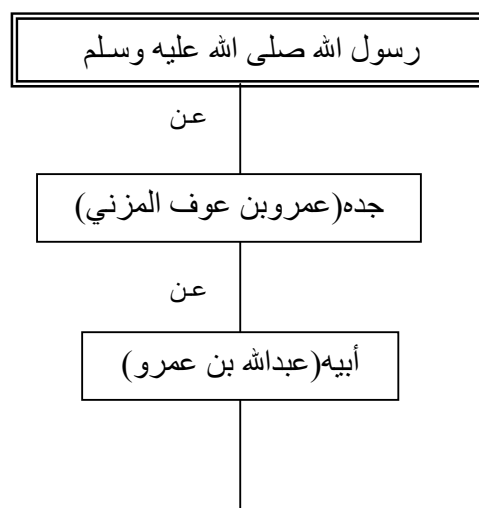 رسول الله صلى الله عليه وسلم
عن
جده(عمروبن عوف المزني)
عن
أبيه(عبدالله بن عمرو)